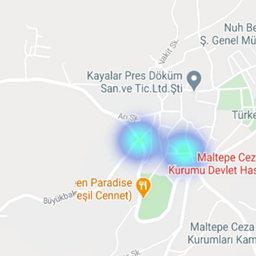 Nuh Be
Ş. Genel Mü
Vakıt Sk.
Kayalar Pres Döküm
San.ve Tic.Ltd.Şti
Arı Sk.
Türke
Maltepe Ceza
Kurumu Devlet Has
en Paradise
eşil Cennet)
Büyükbak
Maltepe Ceza
Kurumları Kam